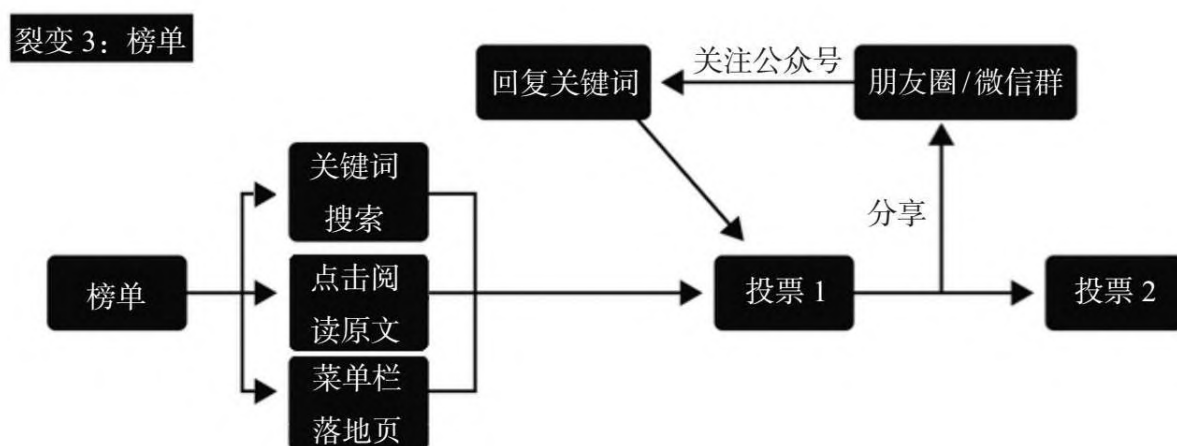 裂变 3：榜单
回复关键词
关注公众号
朋友圈/微信群
关键词
搜索
分享
榜单
点击阅
读原文
投票 1
投票 2
菜单栏
落地页